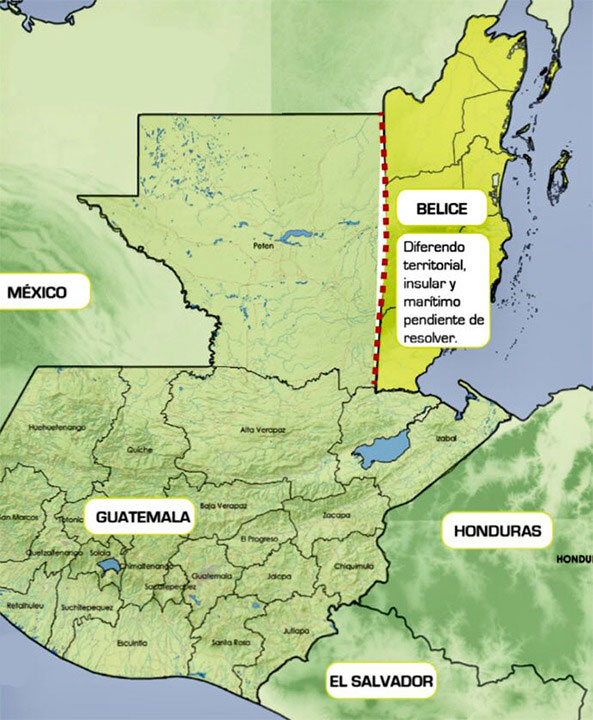 BELICE
Diferendo
territorial,
insular y
marítimo
pendiente de
resolver.
Peten
MÉXICO
Huehuetenango
Quiche
Alta Verapaz
Izabal
San Marcos
GUATEMALA
Baja Verapaz
Zacapa
HONDURAS
El Progreso
Quetzaltenango
Solola
Chimaltenango
Guatemala
Jalapa
Chiquimula
HONDU
Sacatepequez
Retalhuleu
Suchitepequez
Escuintla
Santa Rosa
Jutiapa
EL SALVADOR